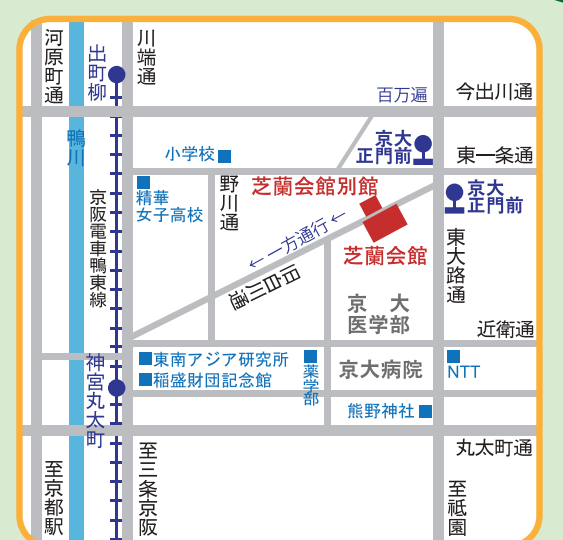 河原町通
出町柳
川端通
百万遍
今出川通
鴨川
小学校
京大
正門前
東一条通
精華
女子高校
野川通
芝蘭会館別館
京大
正門前
京阪電車鴨東線
←一方通行←
芝蘭会館
旧白川通
東大路通
京　大
医学部
近衛通
神宮丸太町
東南アジア研究所
稲盛財団記念館
薬学部
京大病院
NTT
熊野神社
丸太町通
至京都駅
至三条京阪
至祇園